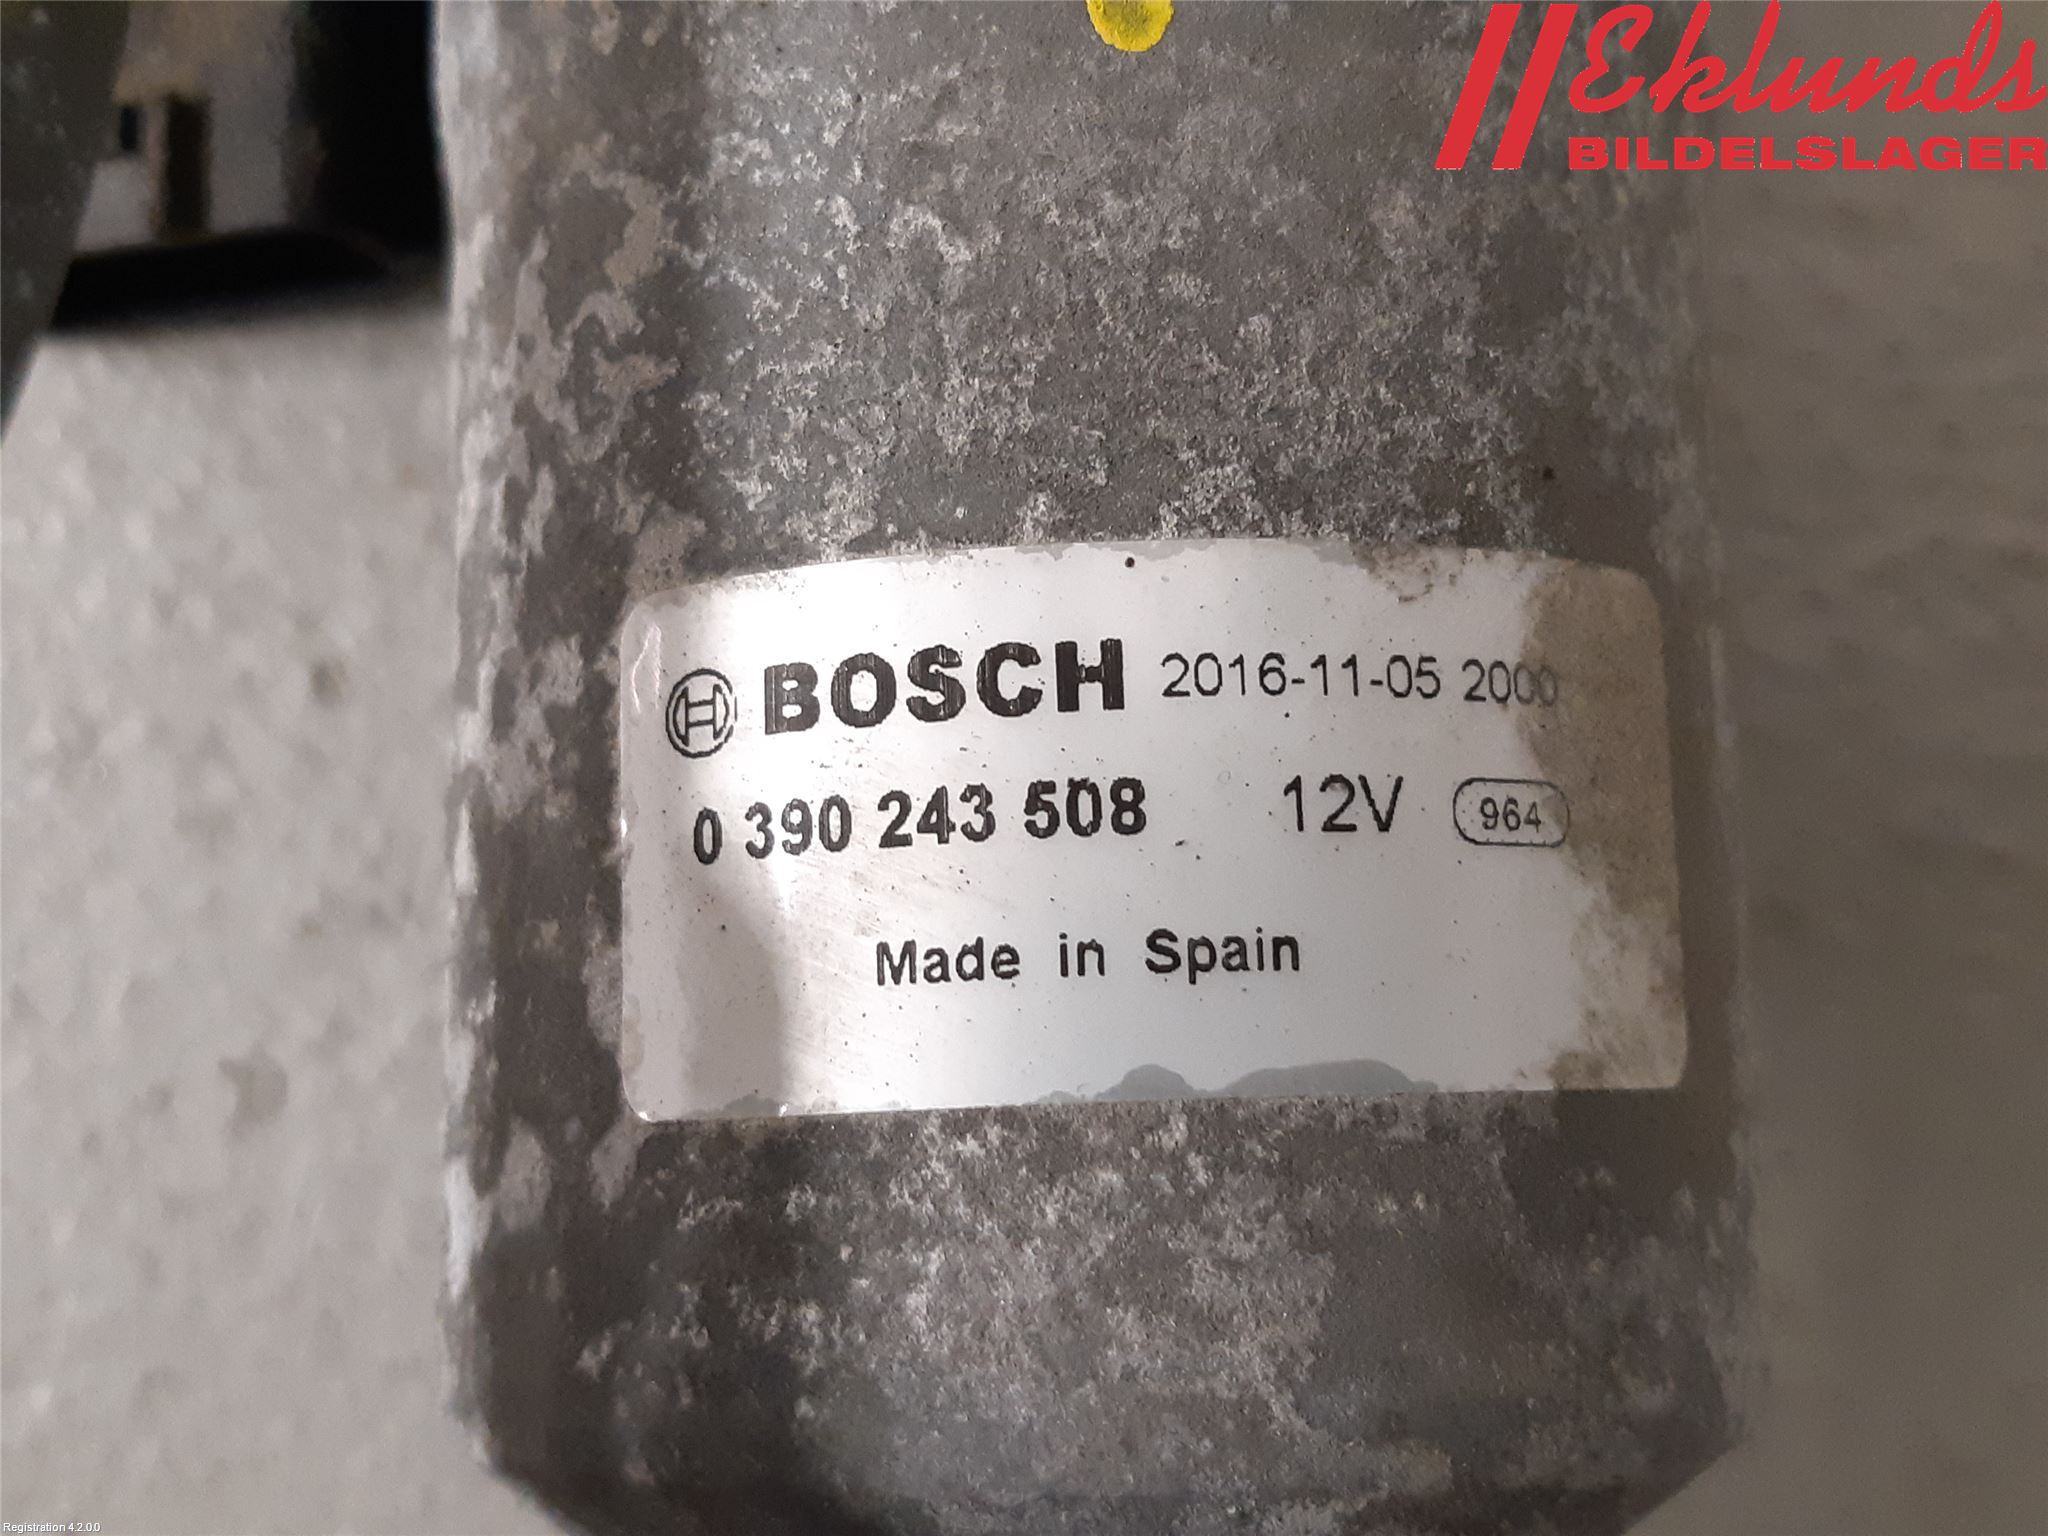 Eklunds
BILDELSLAGER
BOSCH 2016-11-05 2000
0 390 243 508 12V 964
Made in Spain
Registration 4.2.0.0